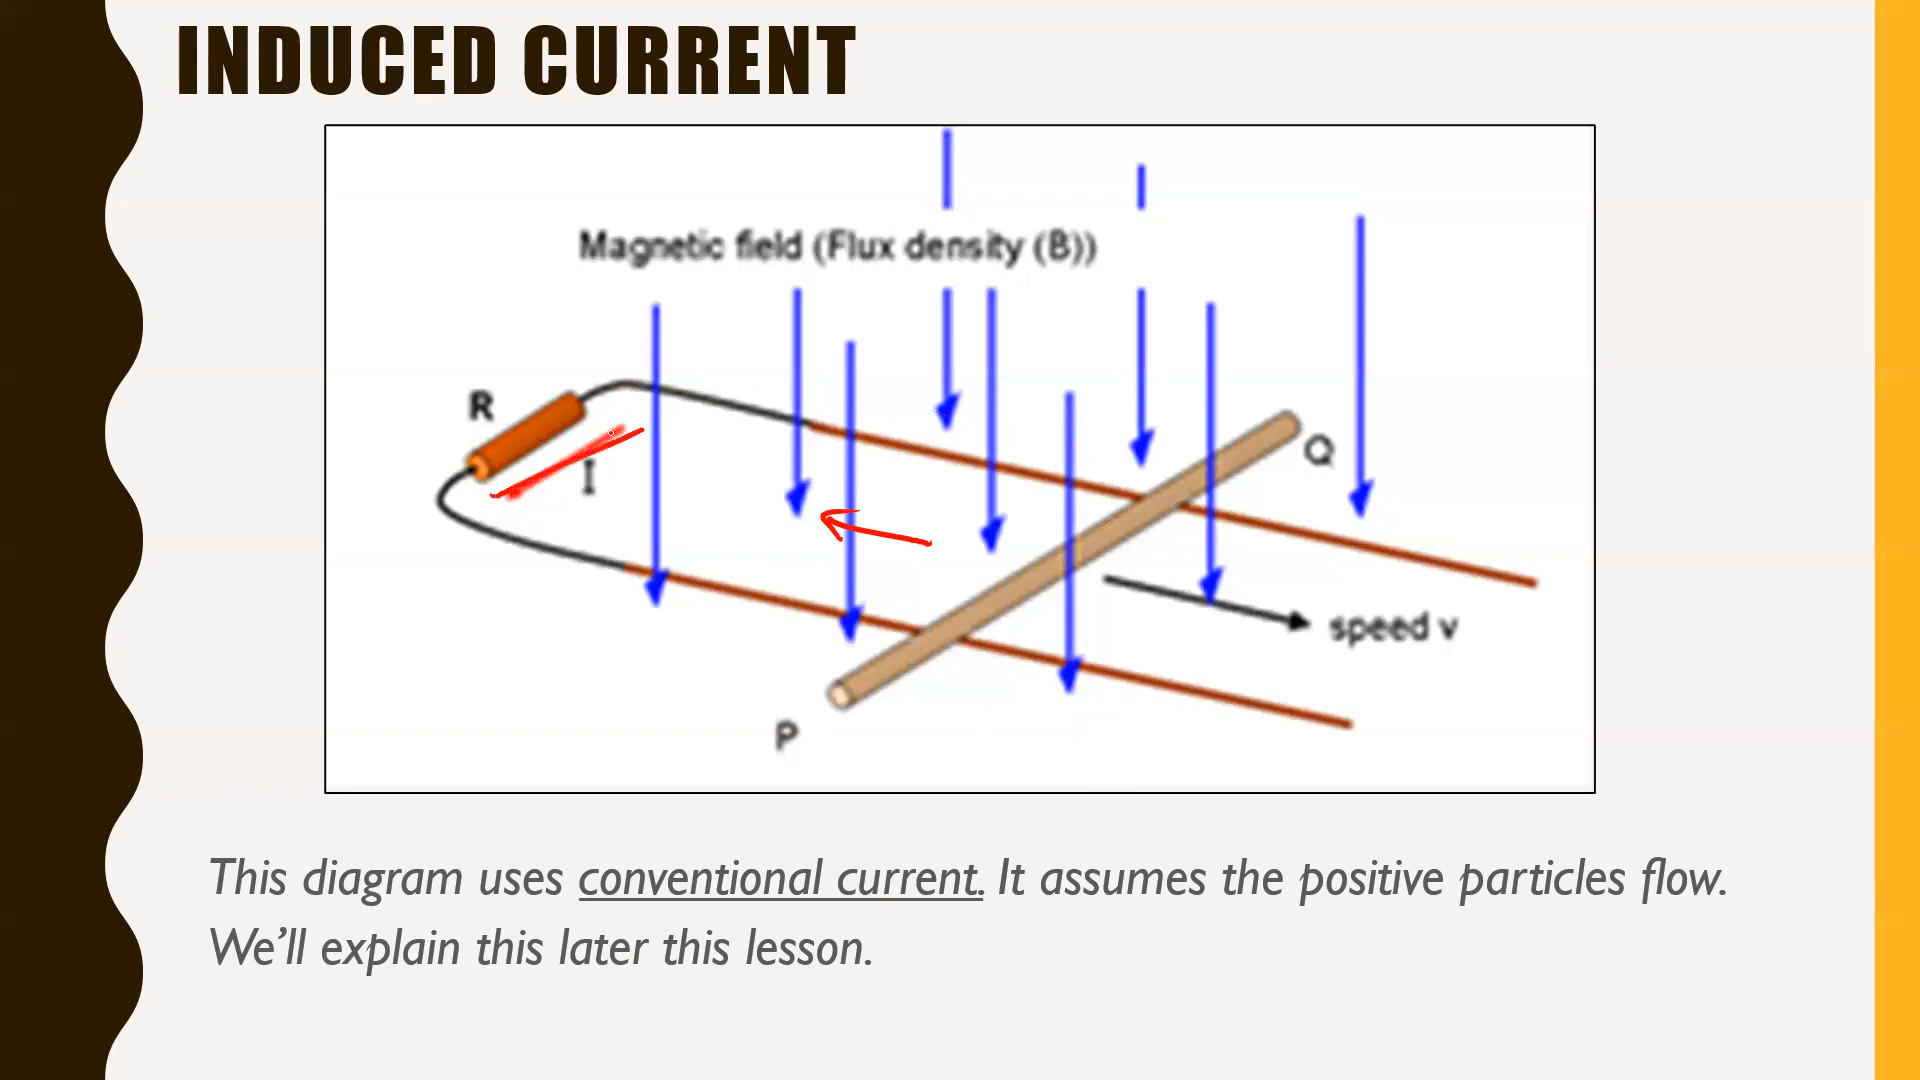 INDUCED CURRENT
Magnetic field (Flux density (B))
R
I
Q
speed v
P
This diagram uses conventional current. It assumes the positive particles flow.
We'll explain this later this lesson.